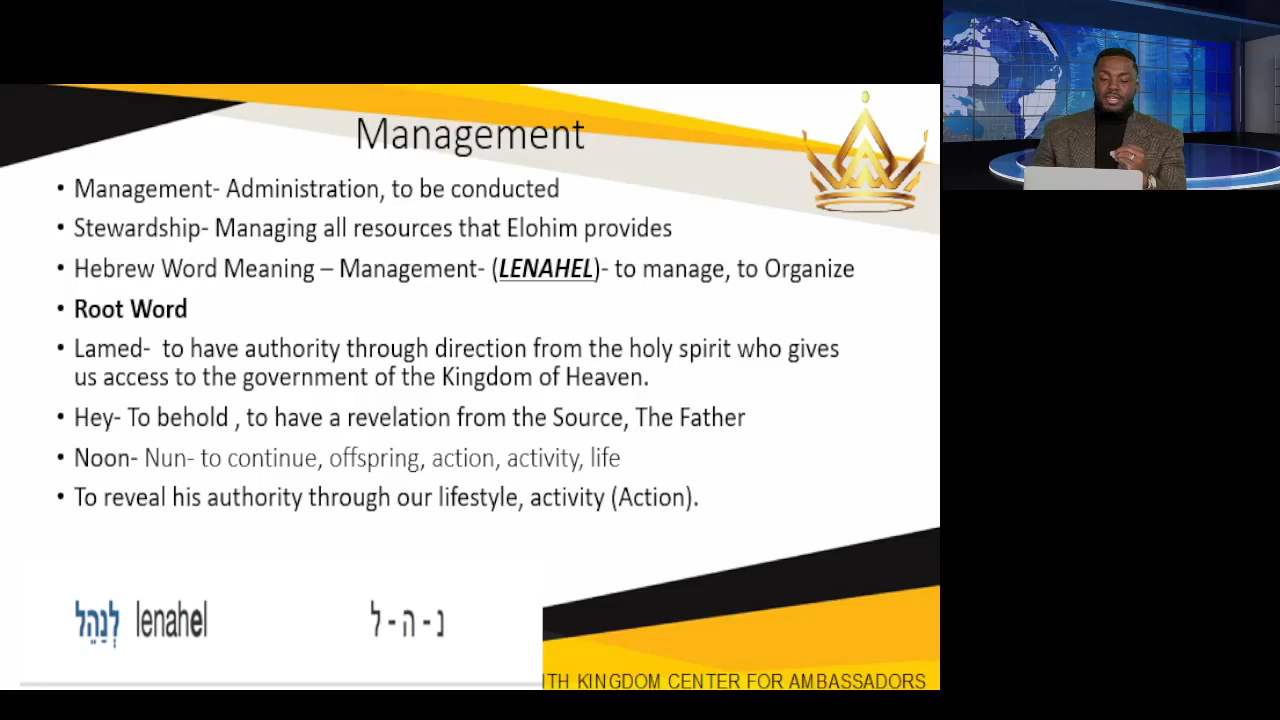 Management
• Management- Administration, to be conducted
• Stewardship- Managing all resources that Elohim provides
• Hebrew Word Meaning – Management- (LENAHEL)- to manage, to Organize
• Root Word
• Lamed-  to have authority through direction from the holy spirit who gives
us access to the government of the Kingdom of Heaven.
• Hey- To behold , to have a revelation from the Source, The Father
• Noon- Nun- to continue, offspring, action, activity, life
• To reveal his authority through our lifestyle, activity (Action).
לְנַהֵל lenahel
נ - ה - ל
KINGDOM CENTER FOR AMBASSADORS